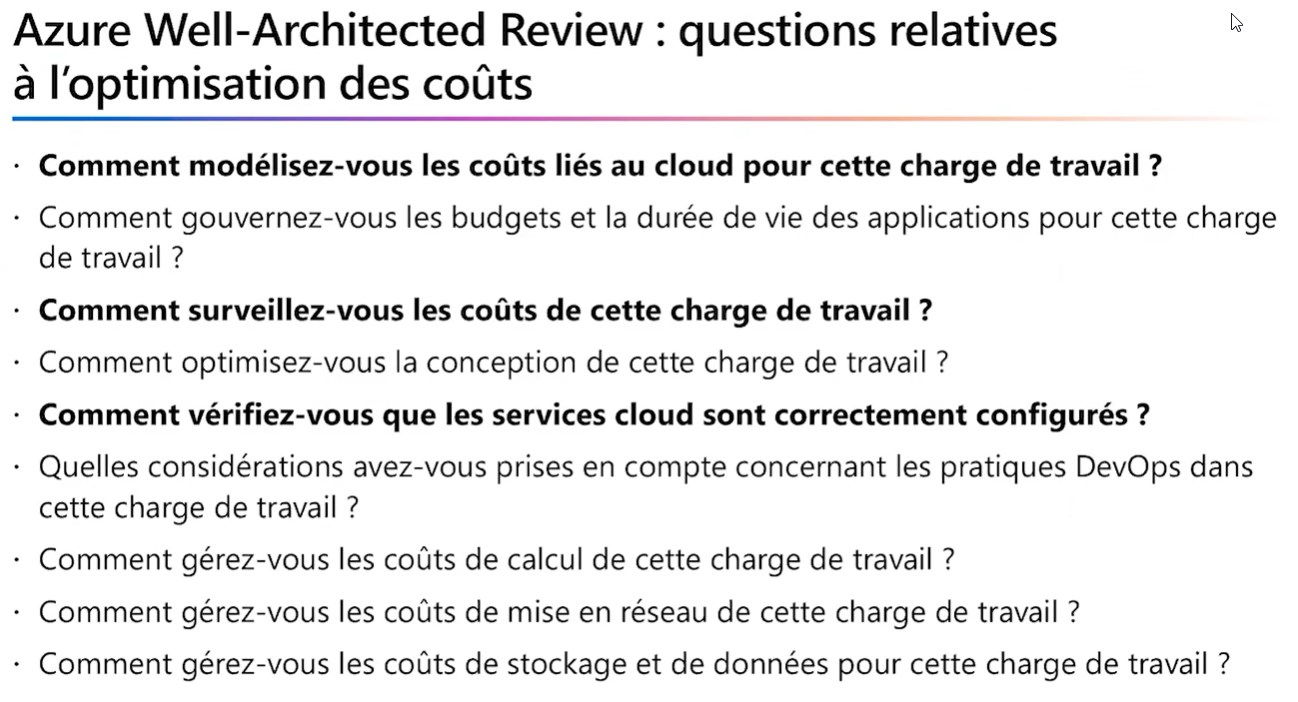 Azure Well-Architected Review : questions relatives
à l’optimisation des coûts
· Comment modélisez-vous les coûts liés au cloud pour cette charge de travail ?
· Comment gouvernez-vous les budgets et la durée de vie des applications pour cette charge
de travail ?
· Comment surveillez-vous les coûts de cette charge de travail ?
· Comment optimisez-vous la conception de cette charge de travail ?
· Comment vérifiez-vous que les services cloud sont correctement configurés ?
· Quelles considérations avez-vous prises en compte concernant les pratiques DevOps dans
cette charge de travail ?
· Comment gérez-vous les coûts de calcul de cette charge de travail ?
· Comment gérez-vous les coûts de mise en réseau de cette charge de travail ?
· Comment gérez-vous les coûts de stockage et de données pour cette charge de travail ?